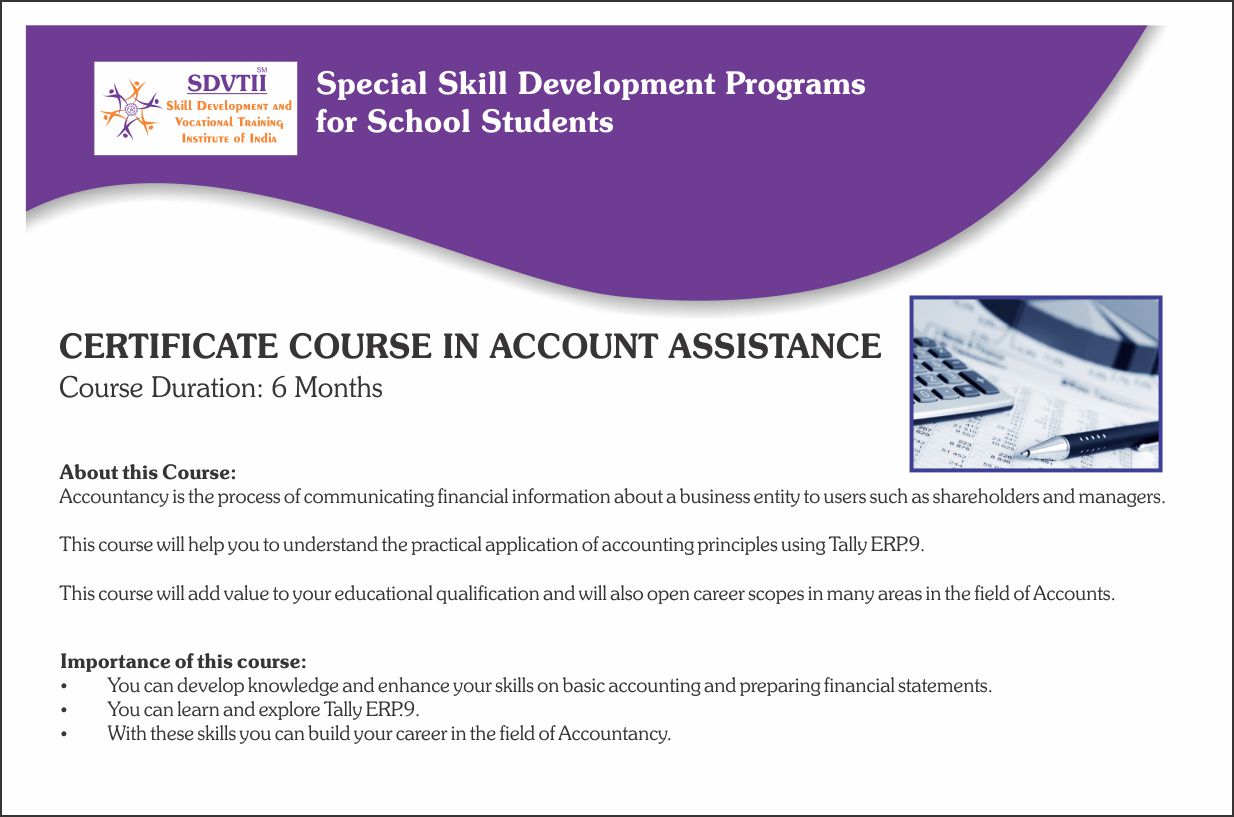 SDVTII SM
Skill Development and
Vocational Training
Institute of India
Special Skill Development Programs
for School Students
CERTIFICATE COURSE IN ACCOUNT ASSISTANCE
Course Duration: 6 Months
About this Course:
Accountancy is the process of communicating financial information about a business entity to users such as shareholders and managers.
This course will help you to understand the practical application of accounting principles using Tally ERP.9.
This course will add value to your educational qualification and will also open career scopes in many areas in the field of Accounts.
Importance of this course:
• You can develop knowledge and enhance your skills on basic accounting and preparing financial statements.
• You can learn and explore Tally ERP.9.
• With these skills you can build your career in the field of Accountancy.